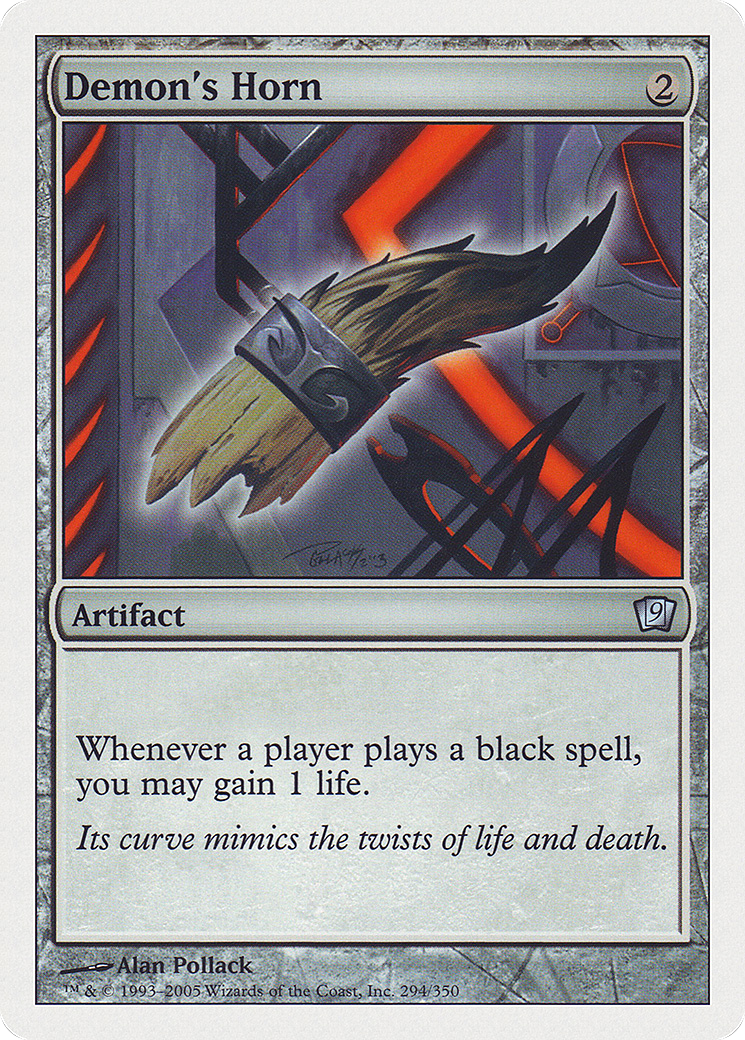 Demon's Horn
2
Artifact
9
Whenever a player plays a black spell,
you may gain 1 life.
Its curve mimics the twists of life and death.
Alan Pollack
™ & © 1993–2005 Wizards of the Coast, Inc. 294/350